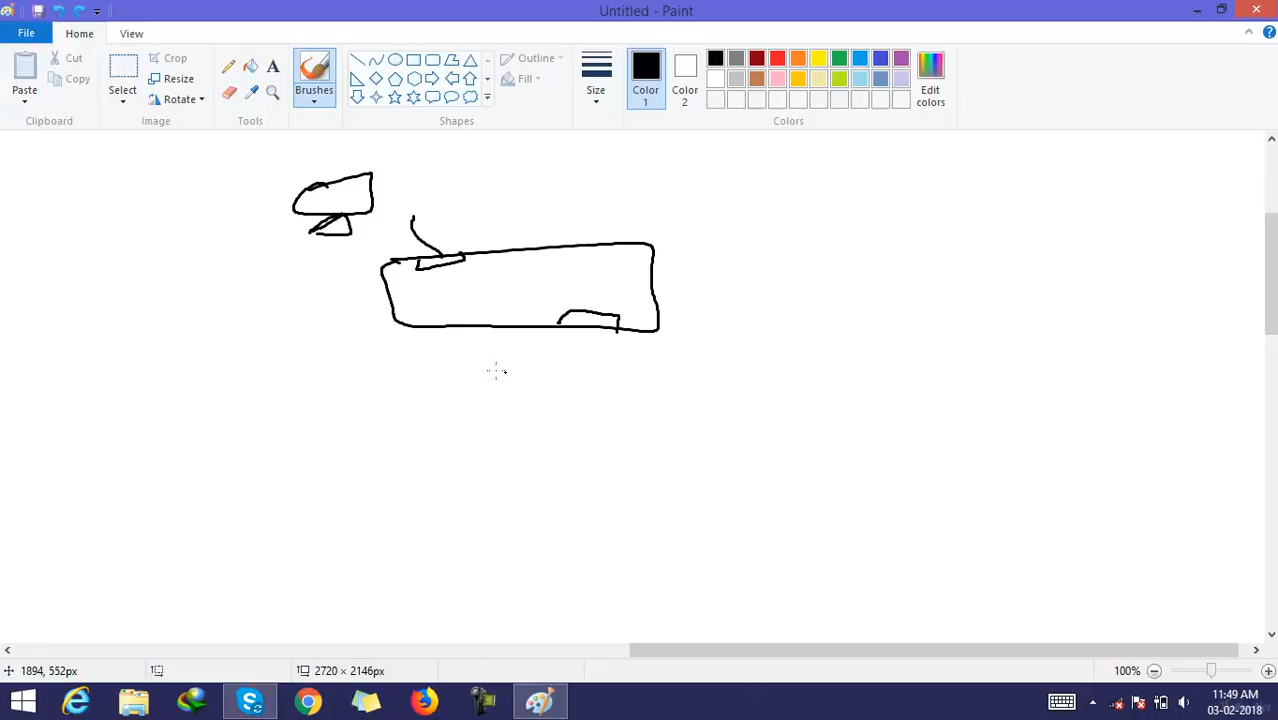 Untitled - Paint
File
Home
View
Paste
Cut
Copy
Clipboard
Select
Crop
Resize
Rotate
Image
Tools
Brushes
Outline
Fill
Shapes
Size
Color 1
Color 2
Edit colors
Colors
1894, 552px
2720 × 2146px
100%
11:49 AM
03-02-2018